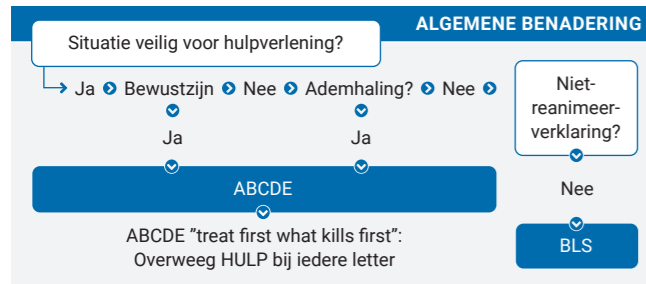 ALGEMENE BENADERING
Situatie veilig voor hulpverlening?
Ja Bewustzijn Nee Ademhaling? Nee
Niet-
reanimeer-
verklaring?
Ja Ja
ABCDE
Nee
ABCDE "treat first what kills first":
Overweeg HULP bij iedere letter
BLS